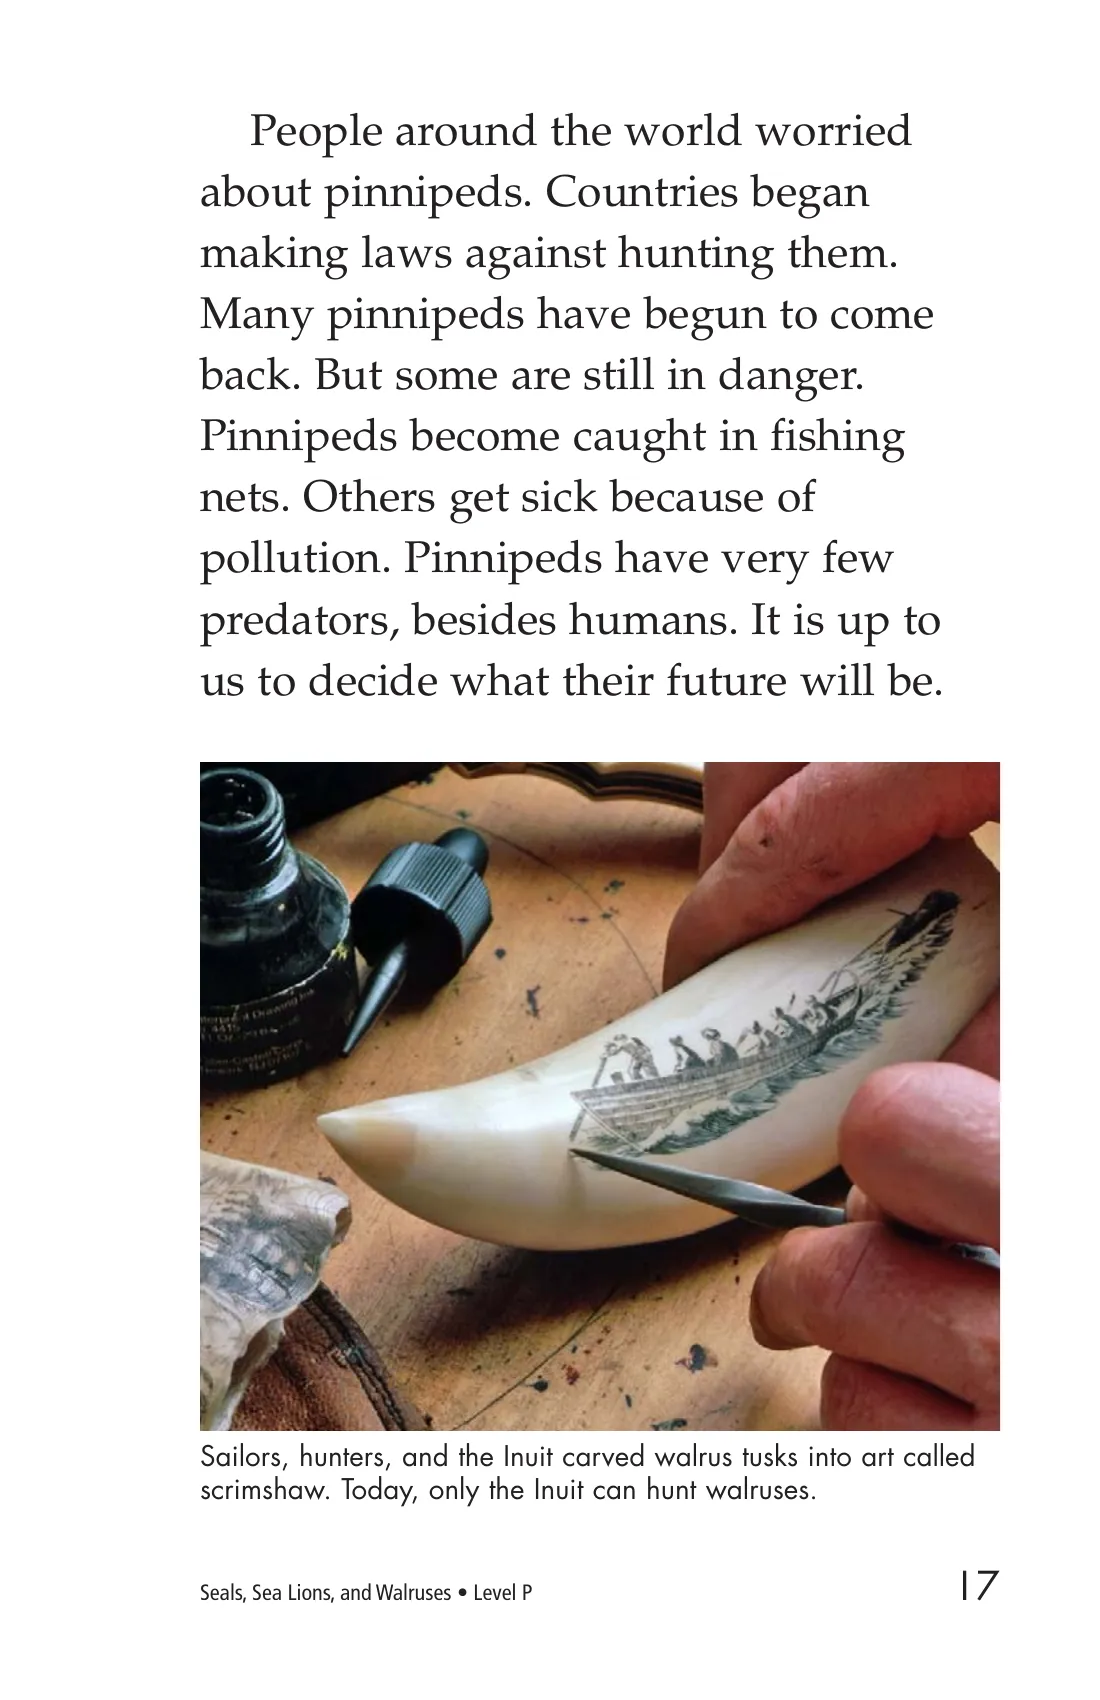 People around the world worried
about pinnipeds. Countries began
making laws against hunting them.
Many pinnipeds have begun to come
back. But some are still in danger.
Pinnipeds become caught in fishing
nets. Others get sick because of
pollution. Pinnipeds have very few
predators, besides humans. It is up to
us to decide what their future will be.
Drawing Ink
4415
Sailors, hunters, and the Inuit carved walrus tusks into art called
scrimshaw. Today, only the Inuit can hunt walruses.
Seals, Sea Lions, and Walruses • Level P
17